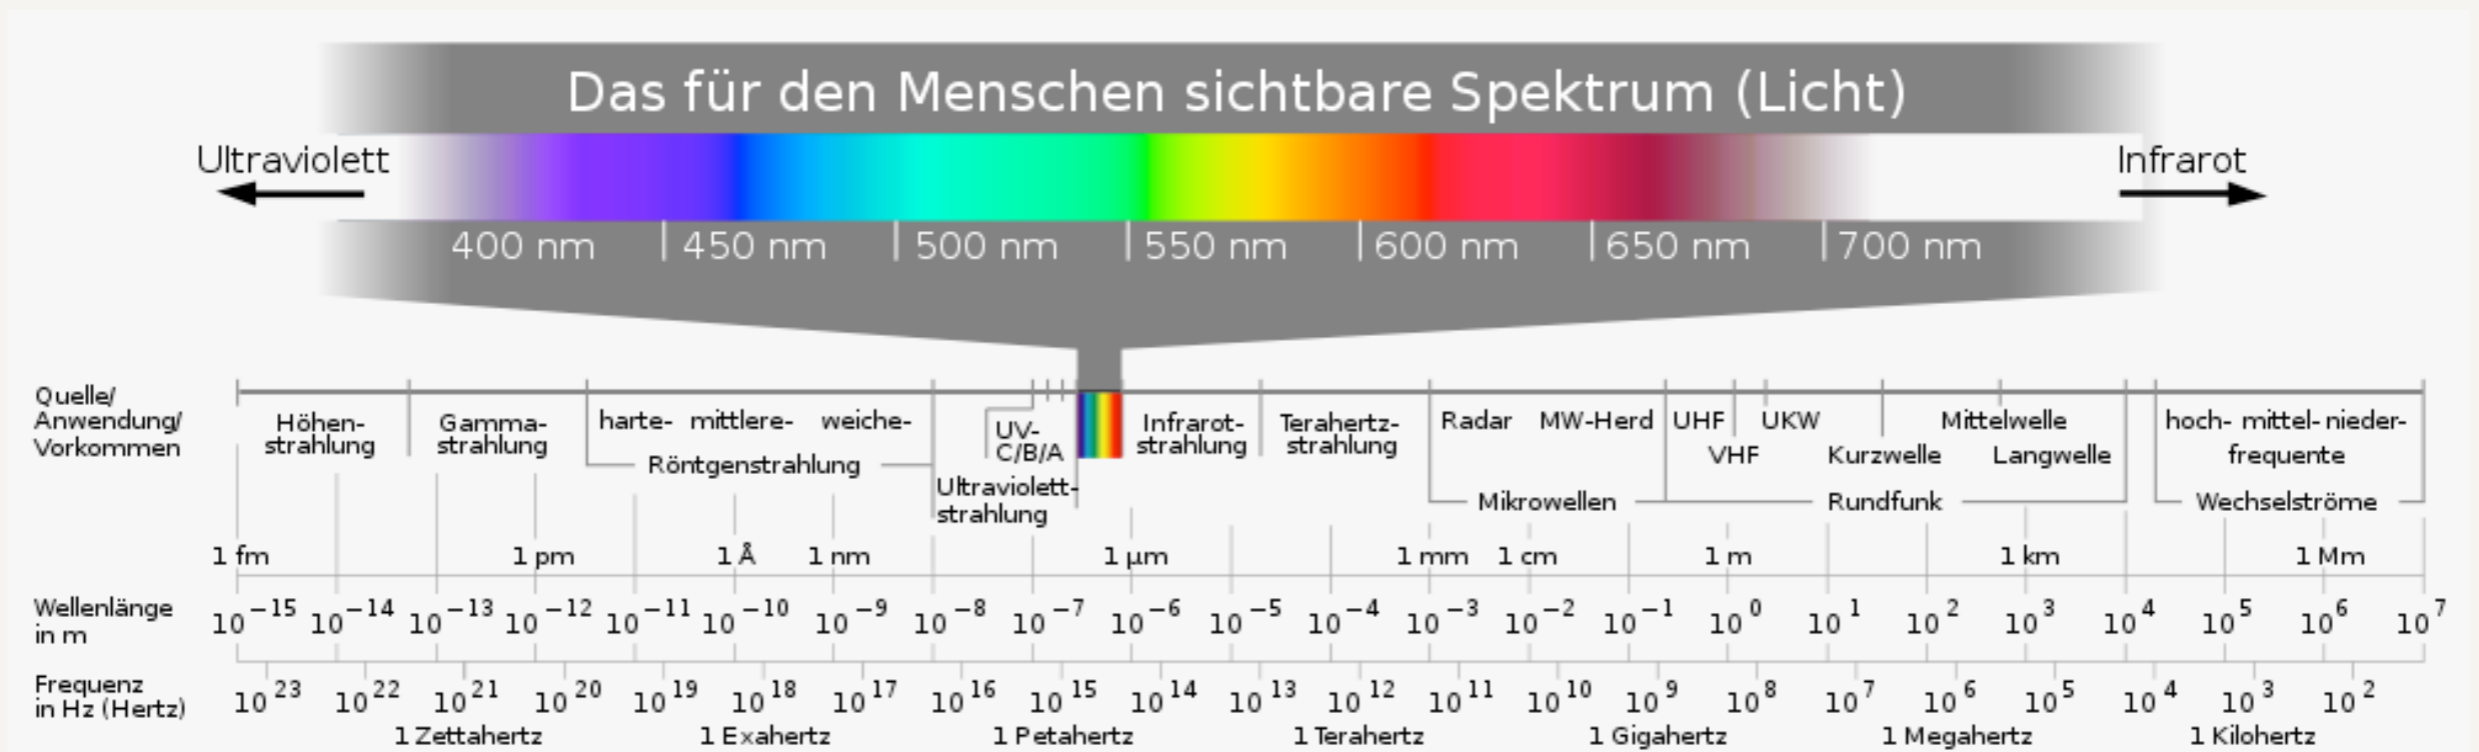 Das für den Menschen sichtbare Spektrum (Licht)
Ultraviolett
Infrarot
400 nm 450 nm 500 nm 550 nm 600 nm 650 nm 700 nm
Quelle/
Anwendung/
Vorkommen
Höhen-
strahlung
Gamma-
strahlung
harte- mittlere- weiche-
Röntgenstrahlung
UV-
C/B/A
Ultraviolett-
strahlung
Infrarot-
strahlung
Terahertz-
strahlung
Radar MW-Herd
Mikrowellen
UHF UKW Mittelwelle
VHF Kurzwelle Langwelle
Rundfunk
hoch- mittel- nieder-
frequente
Wechselströme
1 fm 1 pm 1 Å 1 nm 1 µm 1 mm 1 cm 1 m 1 km 1 Mm
Wellenlänge
in m
10⁻¹⁵ 10⁻¹⁴ 10⁻¹³ 10⁻¹² 10⁻¹¹ 10⁻¹⁰ 10⁻⁹ 10⁻⁸ 10⁻⁷ 10⁻⁶ 10⁻⁵ 10⁻⁴ 10⁻³ 10⁻² 10⁻¹ 10⁰ 10¹ 10² 10³ 10⁴ 10⁵ 10⁶ 10⁷
Frequenz
in Hz (Hertz)
10²³ 10²² 10²¹ 10²⁰ 10¹⁹ 10¹⁸ 10¹⁷ 10¹⁶ 10¹⁵ 10¹⁴ 10¹³ 10¹² 10¹¹ 10¹⁰ 10⁹ 10⁸ 10⁷ 10⁶ 10⁵ 10⁴ 10³ 10²
1 Zettahertz 1 Exahertz 1 Petahertz 1 Terahertz 1 Gigahertz 1 Megahertz 1 Kilohertz